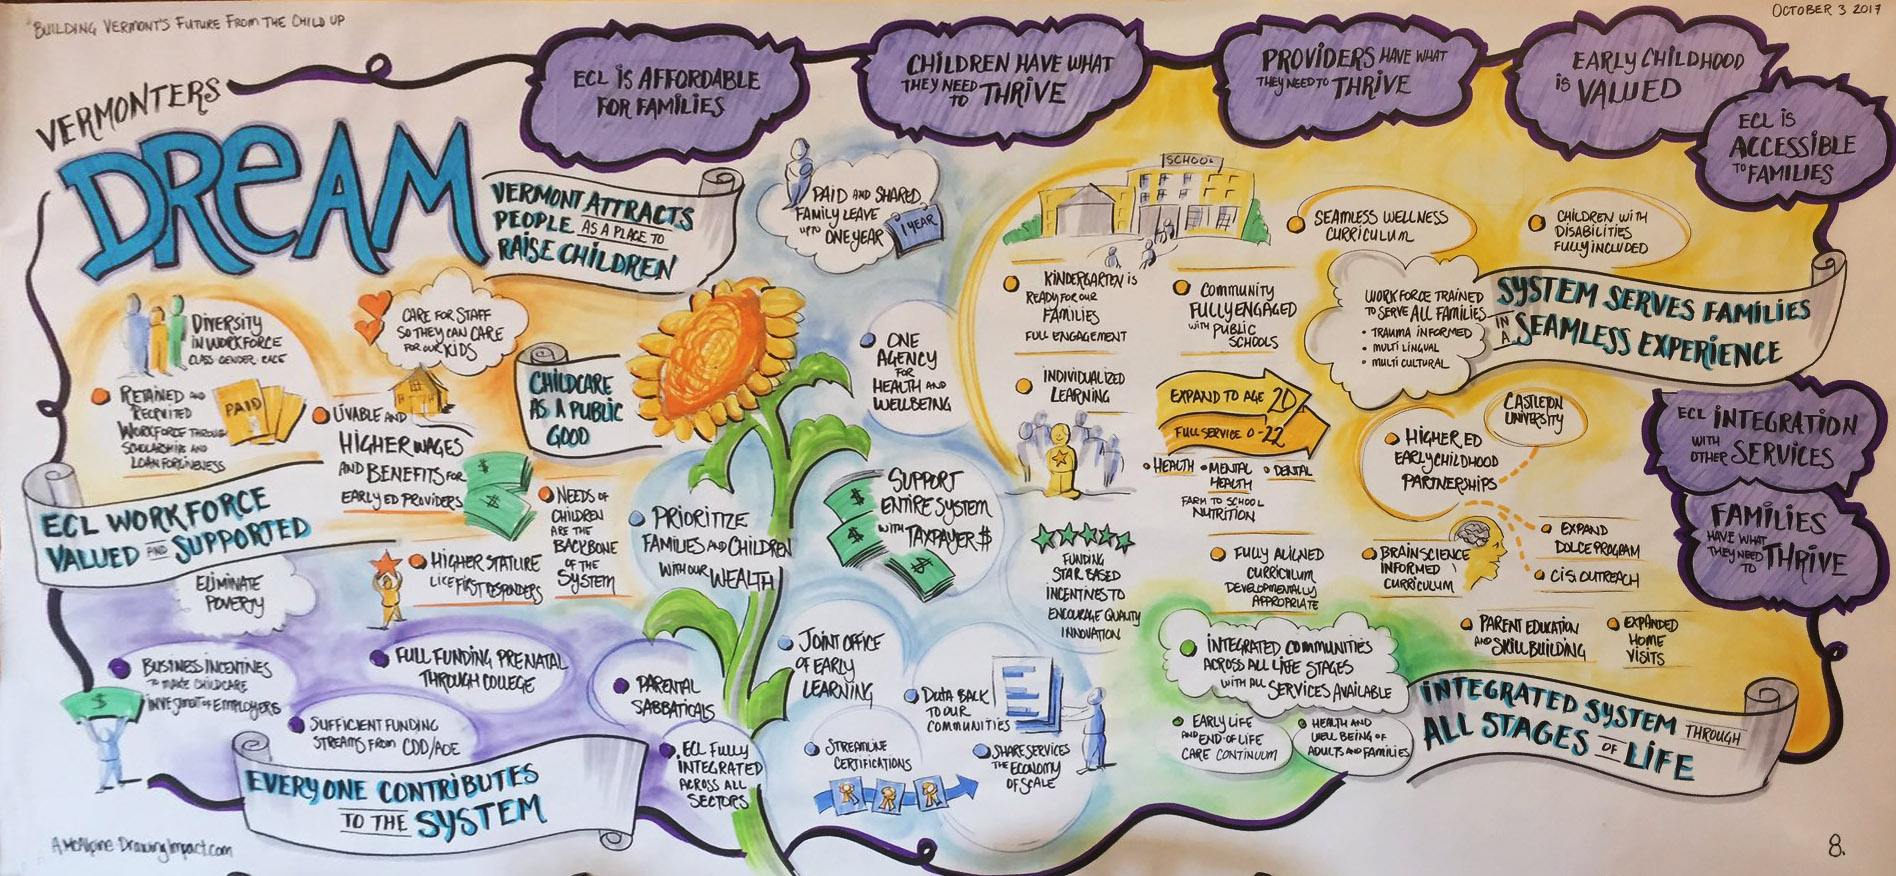 "BUILDING VERMONT'S FUTURE FROM THE CHILD UP
OCTOBER 3 2017
VERMONTERS
DREAM
ECL IS AFFORDABLE
FOR FAMILIES
CHILDREN HAVE WHAT
THEY NEED
TO THRIVE
PROVIDERS HAVE WHAT
THEY NEED TO THRIVE
EARLY CHILDHOOD
IS VALUED
ECL IS
ACCESSIBLE
TO FAMILIES
VERMONT ATTRACTS
PEOPLE AS A PLACE TO
RAISE CHILDREN
PAID AND SHARED
FAMILY LEAVE
UP TO ONE YEAR
1 YEAR
DIVERSITY
IN WORKFORCE
CLASS GENDER RACE
CARE FOR STAFF
SO THEY CAN CARE
FOR OUR KIDS
RETAINED AND
RECRUITED
WORKFORCE THROUGH
SCHOLARSHIPS AND
LOAN FORGIVENESS
PAID
LIVABLE AND
HIGHER WAGES
AND BENEFITS FOR
EARLY ED PROVIDERS
$
$
CHILDCARE
AS A PUBLIC
GOOD
ECL WORKFORCE
VALUED AND SUPPORTED
HIGHER STATURE
LIKE FIRST RESPONDERS
NEEDS OF
CHILDREN
ARE THE
BACKBONE
OF THE
SYSTEM
ELIMINATE
POVERTY
BUSINESS INCENTIVES
TO MAKE CHILDCARE
INVESTMENT OF EMPLOYERS
$
FULL FUNDING PRENATAL
THROUGH COLLEGE
SUFFICIENT FUNDING
STREAMS FROM CDD/AOE
PARENTAL
SABBATICALS
ECL FULLY
INTEGRATED
ACROSS ALL
SECTORS
EVERYONE CONTRIBUTES
TO THE SYSTEM
ONE
AGENCY
FOR
HEALTH AND
WELLBEING
PRIORITIZE
FAMILIES AND CHILDREN
WITH OUR WEALTH
SUPPORT
ENTIRE SYSTEM
WITH TAXPAYER $
$
$
$
JOINT OFFICE
OF EARLY
LEARNING
DATA BACK
TO OUR
COMMUNITIES
STREAMLINE
CERTIFICATIONS
SHARE SERVICES
THE ECONOMY
OF SCALE
SCHOOL
KINDERGARTEN IS
READY FOR OUR
FAMILIES
FULL ENGAGEMENT
INDIVIDUALIZED
LEARNING
COMMUNITY
FULLY ENGAGED
WITH PUBLIC
SCHOOLS
EXPAND TO AGE 20
FULL SERVICE 0-22
• HEALTH • MENTAL HEALTH • DENTAL
FARM TO SCHOOL
NUTRITION
FUNDING
STAR BASED
INCENTIVES TO
ENCOURAGE QUALITY
INNOVATION
FULLY ALIGNED
CURRICULUM
DEVELOPMENTALLY
APPROPRIATE
SEAMLESS WELLNESS
CURRICULUM
CHILDREN WITH
DISABILITIES
FULLY INCLUDED
WORKFORCE TRAINED
TO SERVE ALL FAMILIES
• TRAUMA INFORMED
• MULTI LINGUAL
• MULTI CULTURAL
SYSTEM SERVES FAMILIES
IN A SEAMLESS EXPERIENCE
CASTLETON
UNIVERSITY
HIGHER ED
EARLY CHILDHOOD
PARTNERSHIPS
BRAIN SCIENCE
INFORMED
CURRICULUM
EXPAND
DOLCE PROGRAM
CIS OUTREACH
PARENT EDUCATION
AND SKILL BUILDING
EXPANDED
HOME
VISITS
ECL INTEGRATION
WITH
OTHER SERVICES
FAMILIES
HAVE WHAT
THEY NEED
TO THRIVE
INTEGRATED COMMUNITIES
ACROSS ALL LIFE STAGES
WITH ALL SERVICES AVAILABLE
EARLY LIFE
AND END OF LIFE
CARE CONTINUUM
HEALTH AND
WELL BEING OF
ADULTS AND FAMILIES
INTEGRATED SYSTEM THROUGH
ALL STAGES OF LIFE
A McAlpine DrawingImpact.com
8.